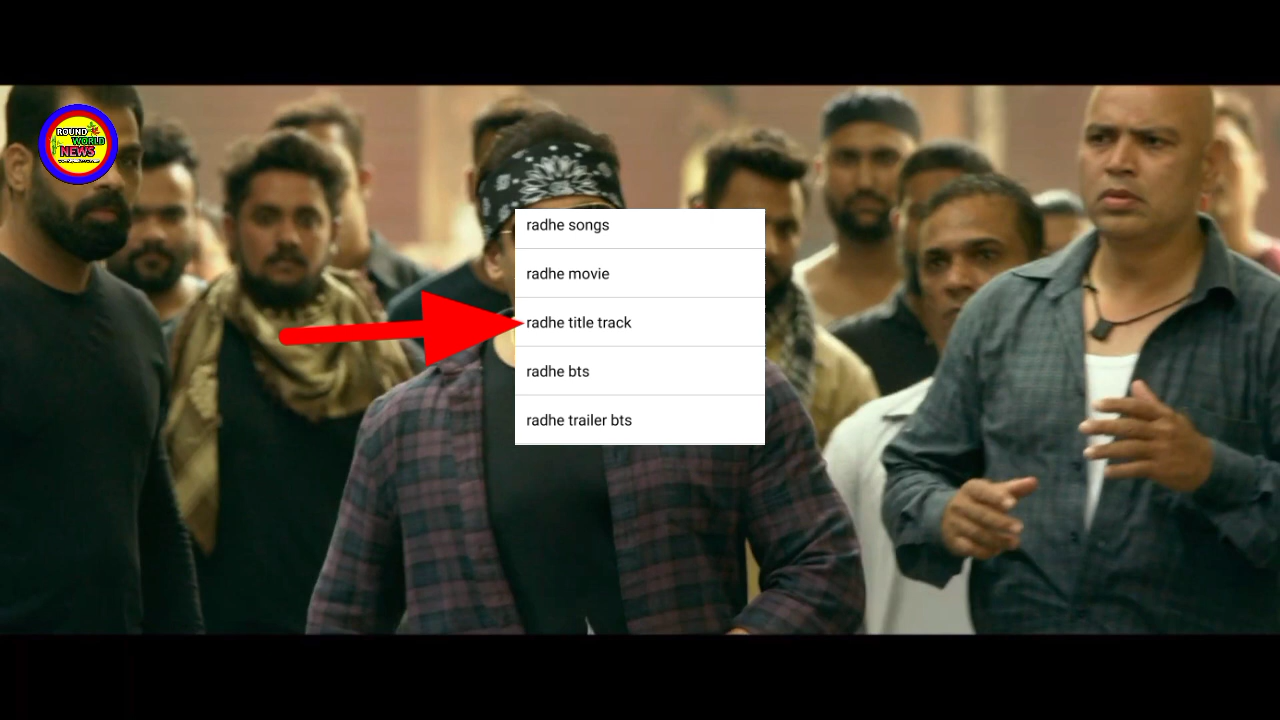 ROUND
WORLD
NEWS
radhe songs
radhe movie
radhe title track
radhe bts
radhe trailer bts